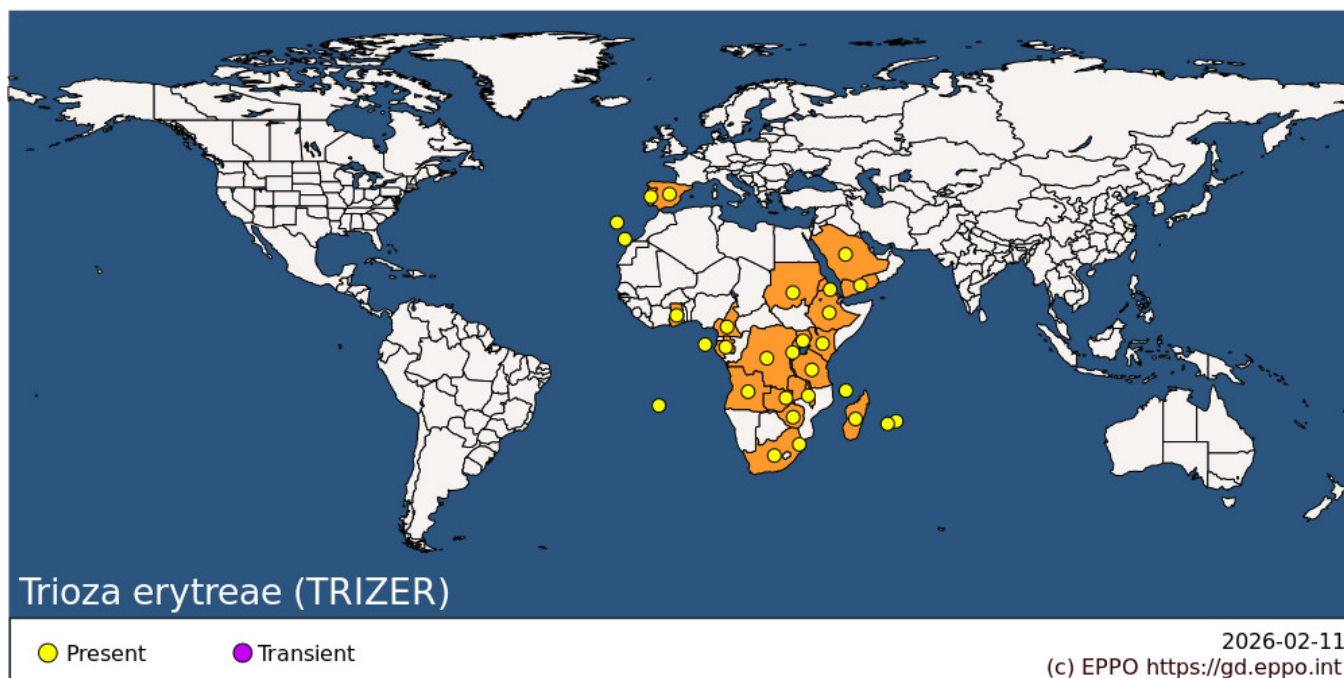 Trioza erytreae (TRIZER)
Present
Transient
2026-02-11
(c) EPPO https://gd.eppo.int